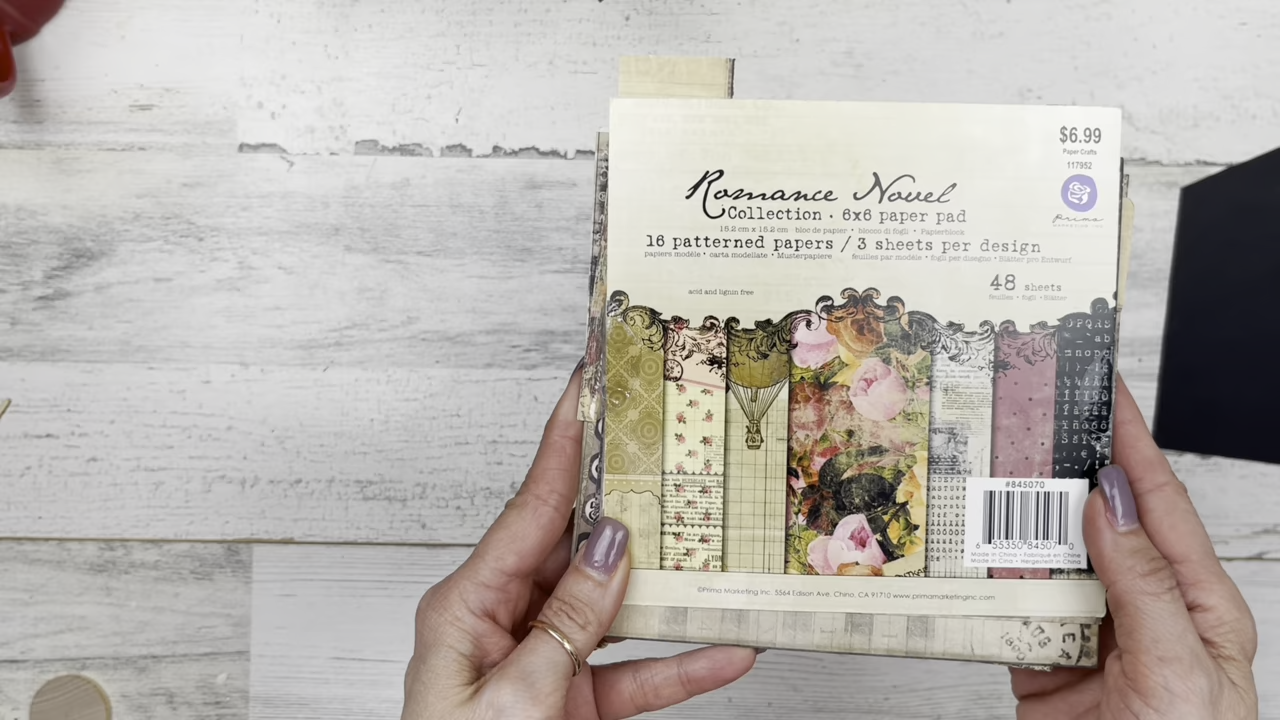 $6.99
Paper Crafts
117952
Romance Novel
Collection · 6x6 paper pad
15.2 cm x 15.2 cm bloc de papier • blocco di fogli • Papierblock
16 patterned papers / 3 sheets per design
papiers modéle • carta modellate • Musterpapiere feuilles par modéle • fogli per disegno • Blätter pro Entwurf
48 sheets
feuilles • fogli • Blätter
acid and lignin free
prima
#845070
6 55350 84507 0
Made in China • Fabriqué en Chine
Made in Cina • Hergestellt in China
©Prima Marketing Inc. 5564 Edison Ave, Chino, CA 91710 www.primamarketinginc.com